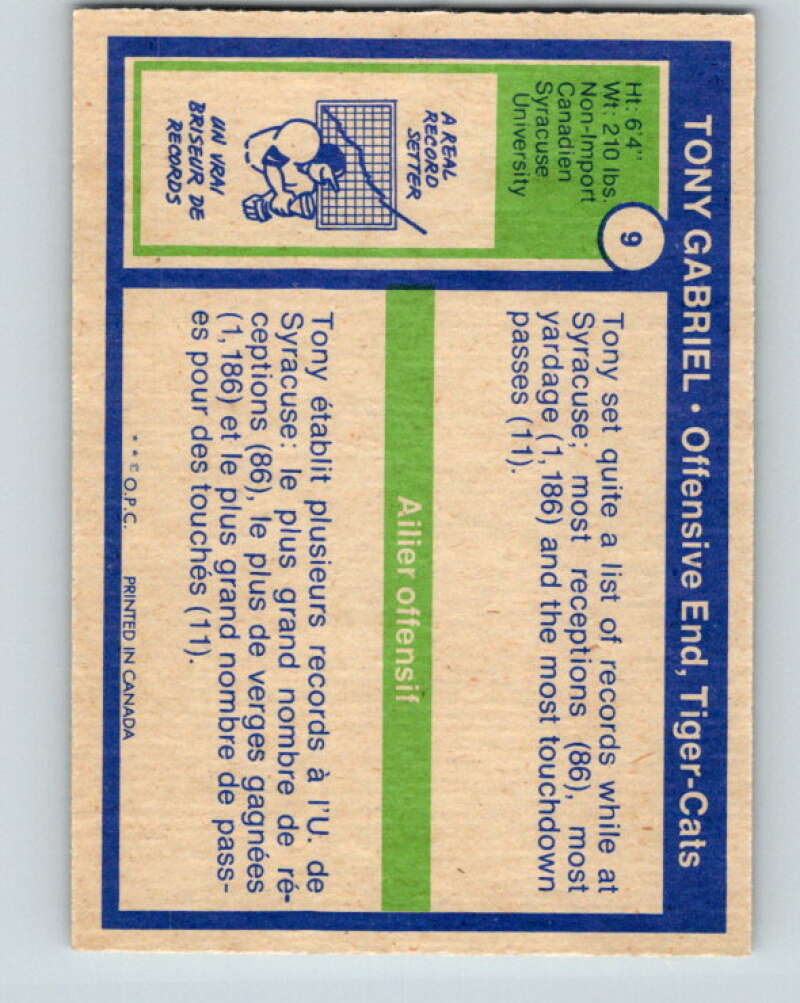 TONY GABRIEL • Offensive End, Tiger-Cats
9
Ht: 6'4"
Wt: 210 lbs.
Non-Import
Canadien
Syracuse
University
A REAL
RECORD
SETTER
UN VRAI
BRISEUR DE
RECORDS
Tony set quite a list of records while at
Syracuse; most receptions (86), most
yardage (1,186) and the most touchdown
passes (11).
Ailier offensif
Tony établit plusieurs records à l'U. de
Syracuse: le plus grand nombre de ré-
ceptions (86), le plus de verges gagnées
(1,186) et le plus grand nombre de pass-
es pour des touchés (11).
* * © O.P.C. PRINTED IN CANADA